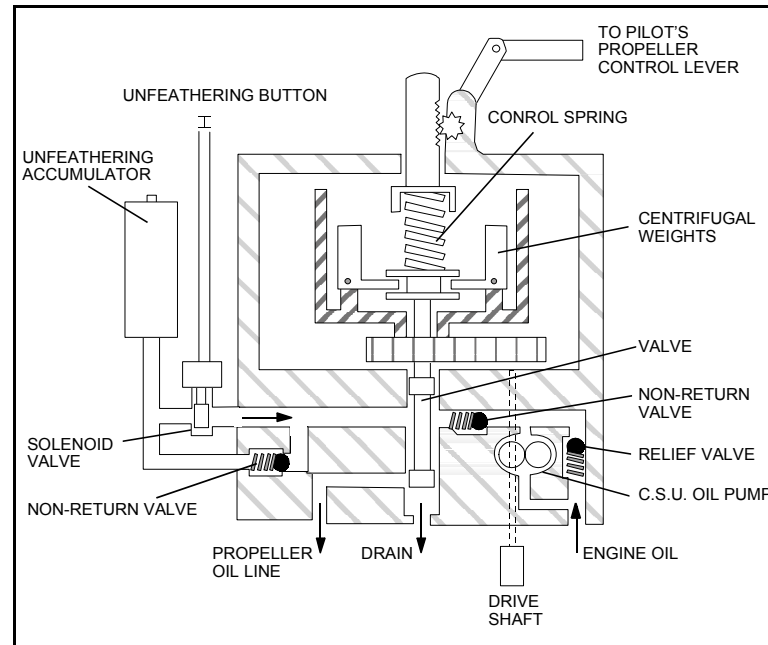 TO PILOT'S
PROPELLER
CONTROL LEVER
UNFEATHERING BUTTON
CONROL SPRING
UNFEATHERING
ACCUMULATOR
CENTRIFUGAL
WEIGHTS
VALVE
NON-RETURN
VALVE
SOLENOID
VALVE
RELIEF VALVE
C.S.U. OIL PUMP
NON-RETURN VALVE
PROPELLER
OIL LINE
DRAIN
ENGINE OIL
DRIVE
SHAFT